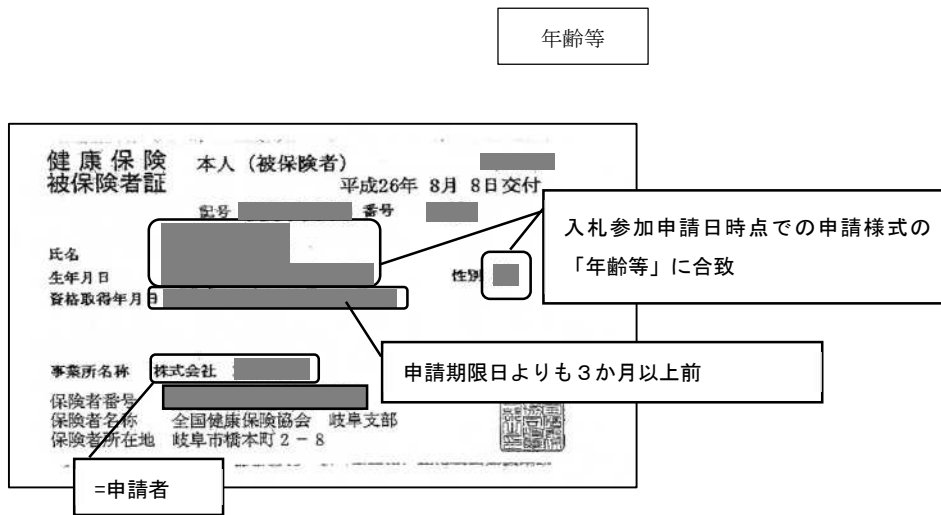 年齢等
健康保険 本人（被保険者）
被保険者証
平成26年 8月 8日交付
記号 番号
氏名
生年月日 性別
資格取得年月日
入札参加申請日時点での申請様式の
「年齢等」に合致
事業所名称 株式会社
申請期限日よりも３か月以上前
保険者番号
保険者名称 全国健康保険協会 岐阜支部
保険者所在地 岐阜市橋本町２－８
=申請者